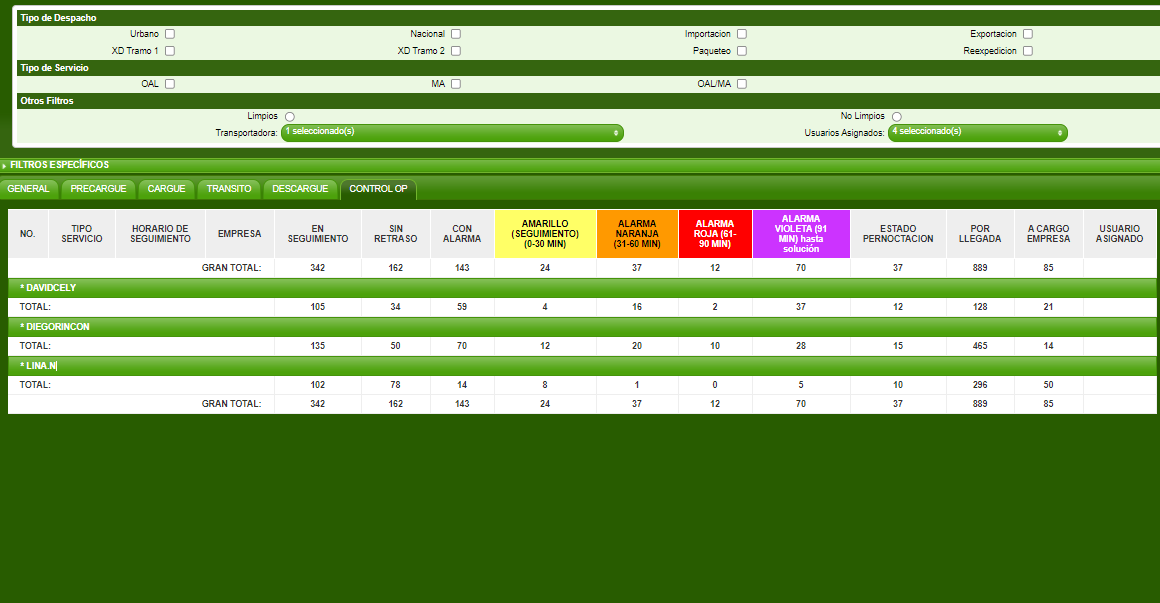 Tipo de Despacho
Urbano Nacional Importacion Exportacion
XD Tramo 1 XD Tramo 2 Paqueteo Reexpedicion
Tipo de Servicio
OAL MA OAL/MA
Otros Filtros
Limpios No Limpios
Transportadora: 1 seleccionado(s) Usuarios Asignados: 4 seleccionado(s)
FILTROS ESPECÍFICOS
GENERAL PRECARGUE CARGUE TRANSITO DESCARGUE CONTROL OP
NO. TIPO SERVICIO HORARIO DE SEGUIMIENTO EMPRESA EN SEGUIMIENTO SIN RETRASO CON ALARMA AMARILLO (SEGUIMIENTO) (0-30 MIN) ALARMA NARANJA (31-60 MIN) ALARMA ROJA (61-90 MIN) ALARMA VIOLETA (91 MIN) hasta solución ESTADO PERNOCTACION POR LLEGADA A CARGO EMPRESA USUARIO ASIGNADO
GRAN TOTAL: 342 162 143 24 37 12 70 37 889 85
* DAVIDCELY
TOTAL: 105 34 59 4 16 2 37 12 128 21
* DIEGORINCON
TOTAL: 135 50 70 12 20 10 28 15 465 14
* LINA.N
TOTAL: 102 78 14 8 1 0 5 10 296 50
GRAN TOTAL: 342 162 143 24 37 12 70 37 889 85